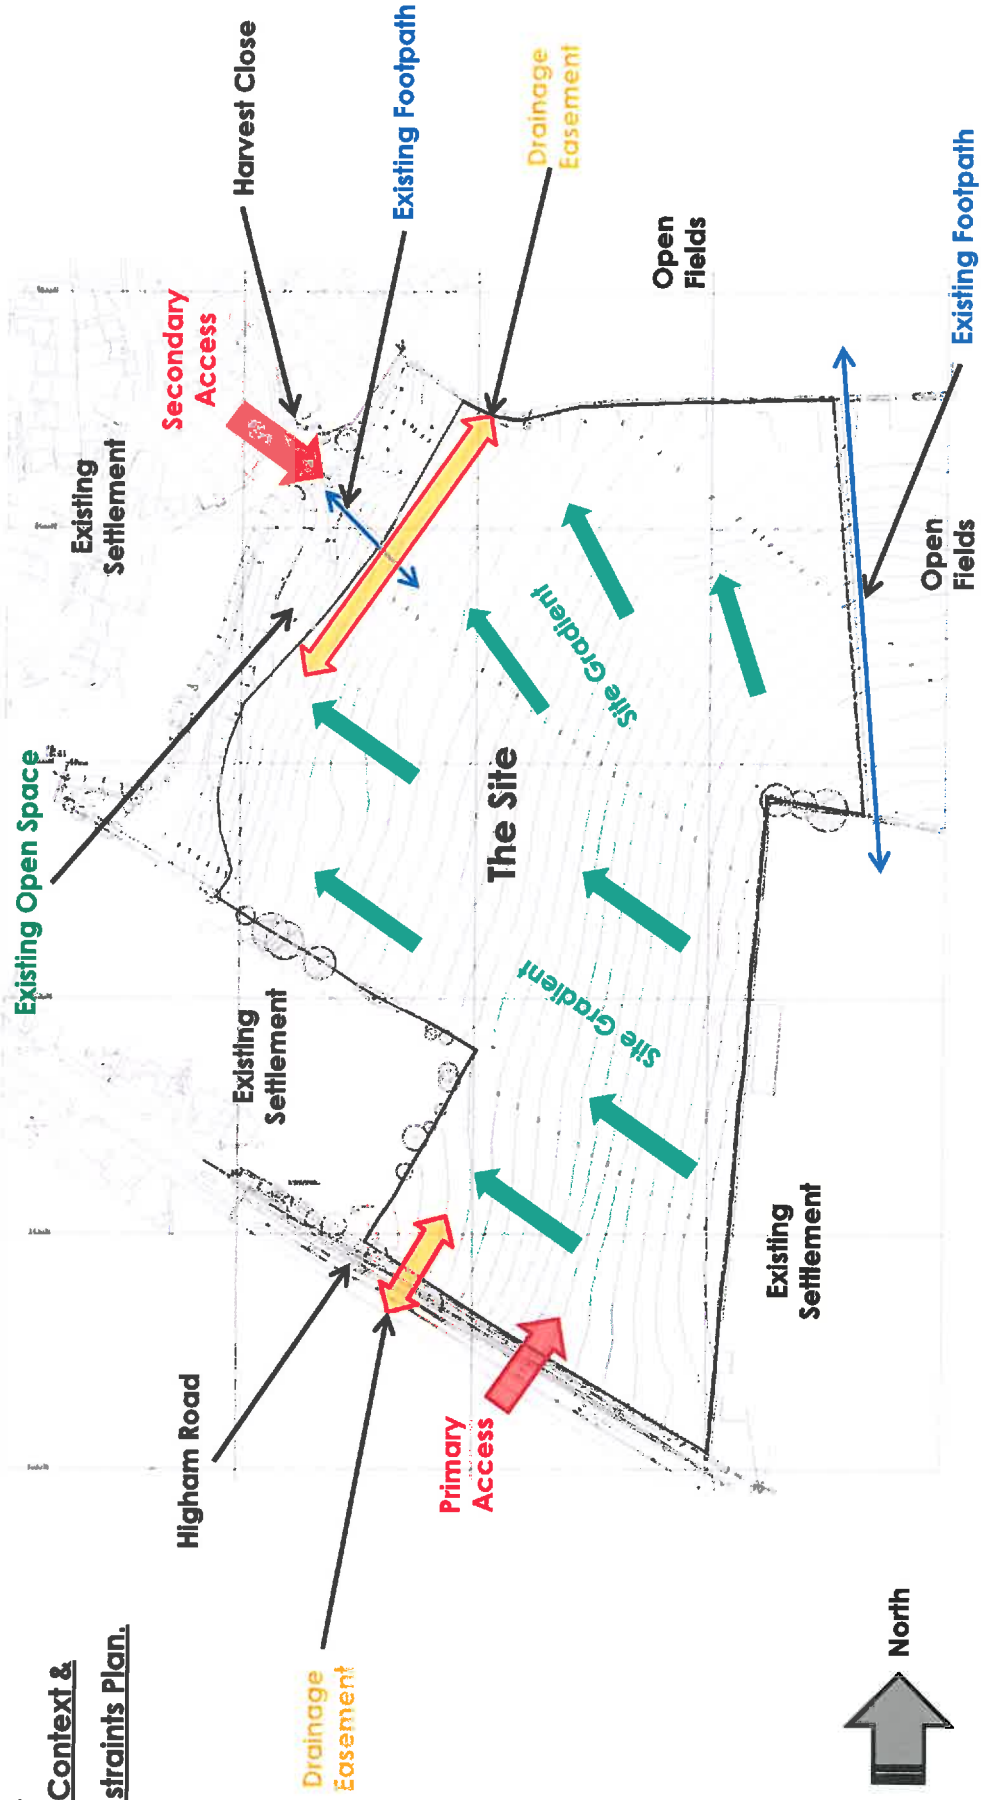 Context &
straints Plan.
Existing Open Space
Existing
Settlement
Harvest Close
Secondary
Access
Existing Footpath
Drainage
Easement
Existing
Settlement
Higham Road
Open
Fields
The Site
Site Gradient
Site Gradient
Primary
Access
Drainage
Easement
Existing
Settlement
Open
Fields
Existing Footpath
North